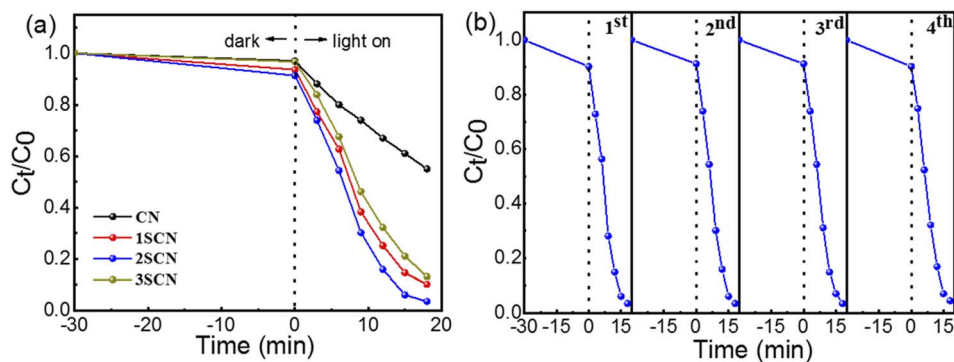 (a)
dark
light on
Ct/C0
1.0
0.8
0.6
0.4
0.2
0.0
CN
1SCN
2SCN
3SCN
-30 -20 -10 0 10 20
Time (min)
(b)
1st 2nd 3rd 4th
Ct/C0
1.0
0.8
0.6
0.4
0.2
0.0
-30 -15 0 15 -15 0 15 -15 0 15 -15 0 15
Time (min)